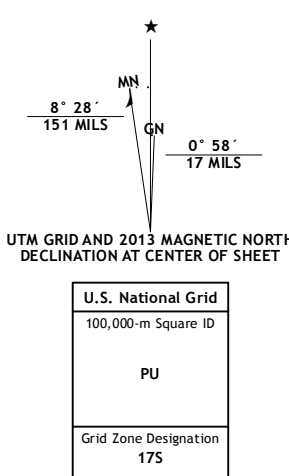 ★
MN
8° 28´
151 MILS
GN
0° 58´
17 MILS
UTM GRID AND 2013 MAGNETIC NORTH
DECLINATION AT CENTER OF SHEET
U.S. National Grid
100,000-m Square ID
PU
Grid Zone Designation
17S